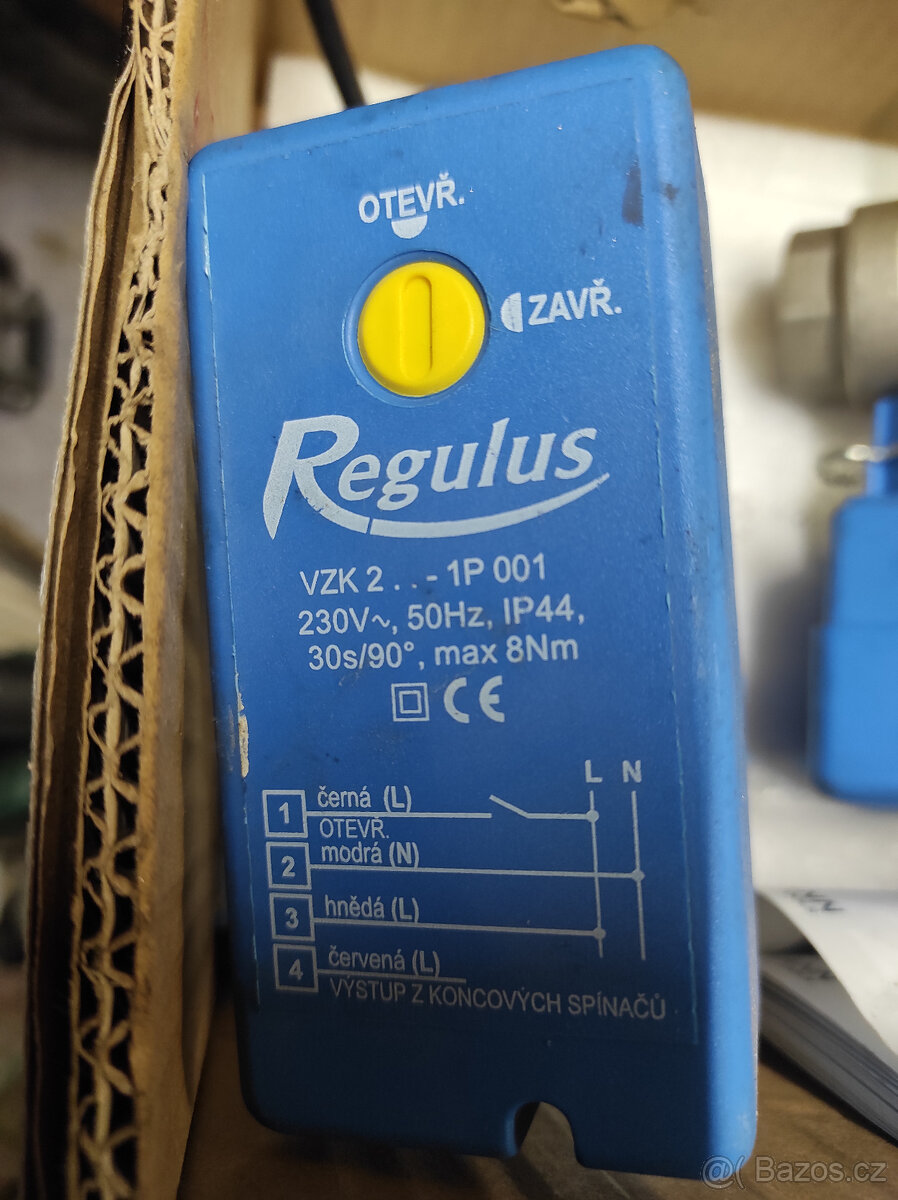 OTEVŘ.
ZAVŘ.
Regulus
VZK 2 . . - 1P 001
230V~, 50Hz, IP44,
30s/90°, max 8Nm
CE
L N
1 černá (L)
OTEVŘ.
2 modrá (N)
3 hnědá (L)
4 červená (L)
VÝSTUP Z KONCOVÝCH SPÍNAČŮ
@( Bazos.cz